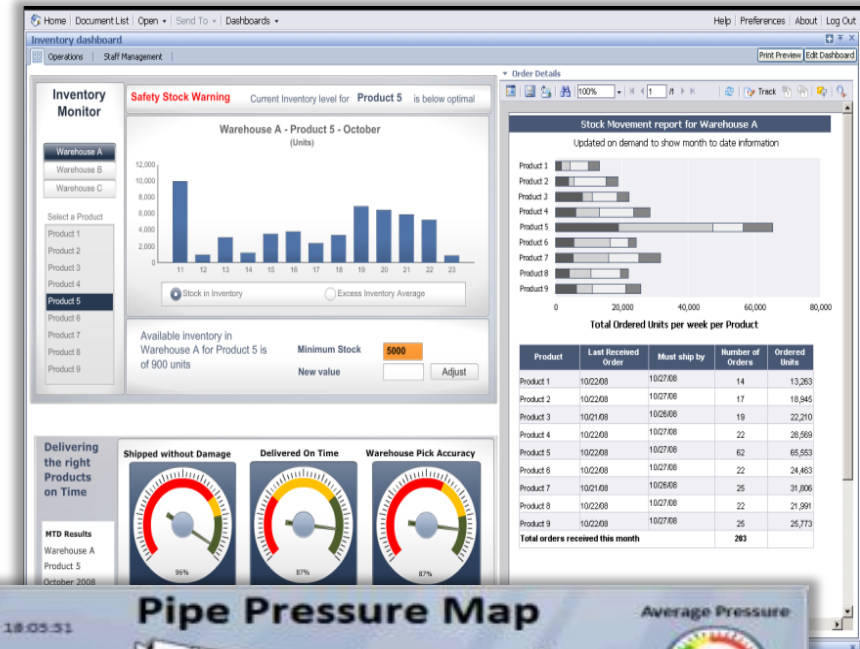 Home | Document List | Open | Send To | Dashboards
Help | Preferences | About | Log Out
Inventory dashboard
Operations | Staff Management |
Print Preview Edit Dashboard
Inventory Monitor
Warehouse A
Warehouse B
Warehouse C
Select a Product
Product 1
Product 2
Product 3
Product 4
Product 5
Product 6
Product 7
Product 8
Product 9
Safety Stock Warning Current Inventory level for Product 5 is below optimal
Warehouse A - Product 5 - October
(Units)
12,000
10,000
8,000
6,000
4,000
2,000
0
11 12 13 14 15 16 17 18 19 20 21 22 23
Stock in Inventory Excess Inventory Average
Available inventory in
Warehouse A for Product 5 is
of 900 units
Minimum Stock 5000
New value Adjust
Delivering
the right
Products
on Time
MTD Results
Warehouse A
Product 5
October 2008
Shipped without Damage Delivered On Time Warehouse Pick Accuracy
96% 87% 87%
Order Details
100% 1 /1 Track
Stock Movement report for Warehouse A
Updated on demand to show month to date information
Product 1
Product 2
Product 3
Product 4
Product 5
Product 6
Product 7
Product 8
Product 9
0 20,000 40,000 60,000 80,000
Total Ordered Units per week per Product
Product Last Received Order Must ship by Number of Orders Ordered Units
Product 1 10/22/08 10/27/08 14 13,263
Product 2 10/22/08 10/27/08 17 18,945
Product 3 10/21/08 10/26/08 19 22,210
Product 4 10/22/08 10/27/08 22 28,569
Product 5 10/22/08 10/27/08 62 65,553
Product 6 10/22/08 10/27/08 22 24,463
Product 7 10/21/08 10/26/08 25 31,806
Product 8 10/22/08 10/27/08 22 21,991
Product 9 10/22/08 10/27/08 25 25,773
Total orders received this month 283
18:05:51
Pipe Pressure Map
Average Pressure